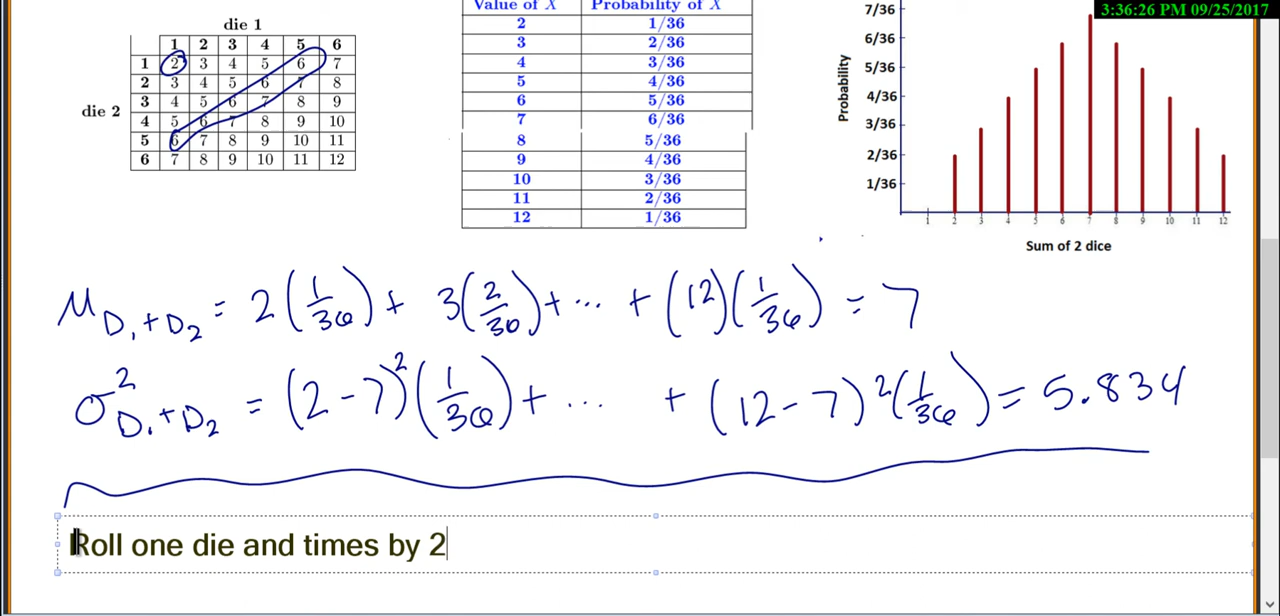 3:36:26 PM 09/25/2017
die 1
1 2 3 4 5 6
1 2 3 4 5 6 7
2 3 4 5 6 7 8
3 4 5 6 7 8 9
die 2
4 5 6 7 8 9 10
5 6 7 8 9 10 11
6 7 8 9 10 11 12
Value of X Probability of X
2 1/36
3 2/36
4 3/36
5 4/36
6 5/36
7 6/36
8 5/36
9 4/36
10 3/36
11 2/36
12 1/36
Probability
7/36
6/36
5/36
4/36
3/36
2/36
1/36
1 2 3 4 5 6 7 8 9 10 11 12
Sum of 2 dice
μ D₁+D₂ = 2(1/36) + 3(2/36) + ... + (12)(1/36) = 7
σ² D₁+D₂ = (2-7)²(1/36) + ... + (12-7)²(1/36) = 5.834
Roll one die and times by 2